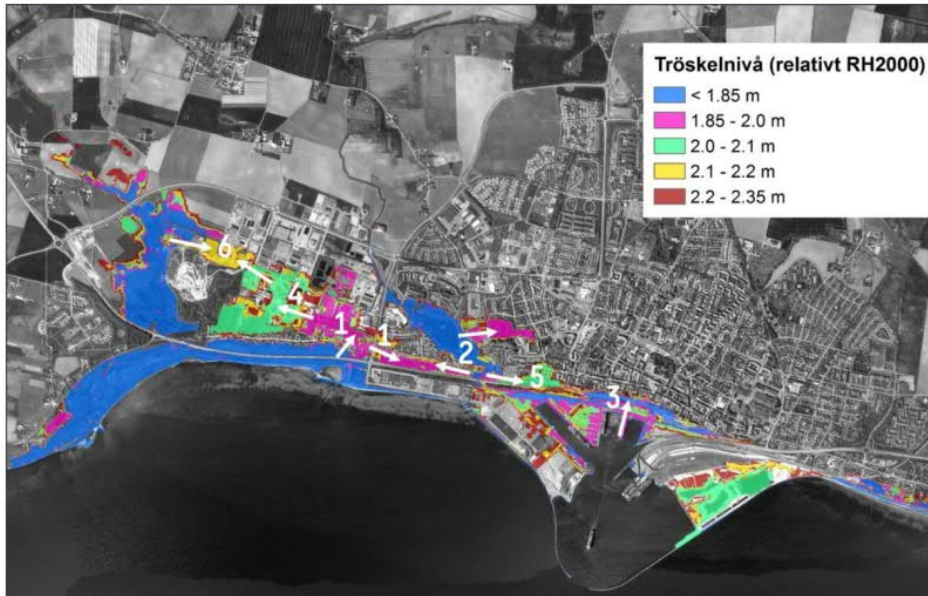 Tröskelnivå (relativt RH2000)
< 1.85 m
1.85 - 2.0 m
2.0 - 2.1 m
2.1 - 2.2 m
2.2 - 2.35 m
6
4
1
1
2
5
3